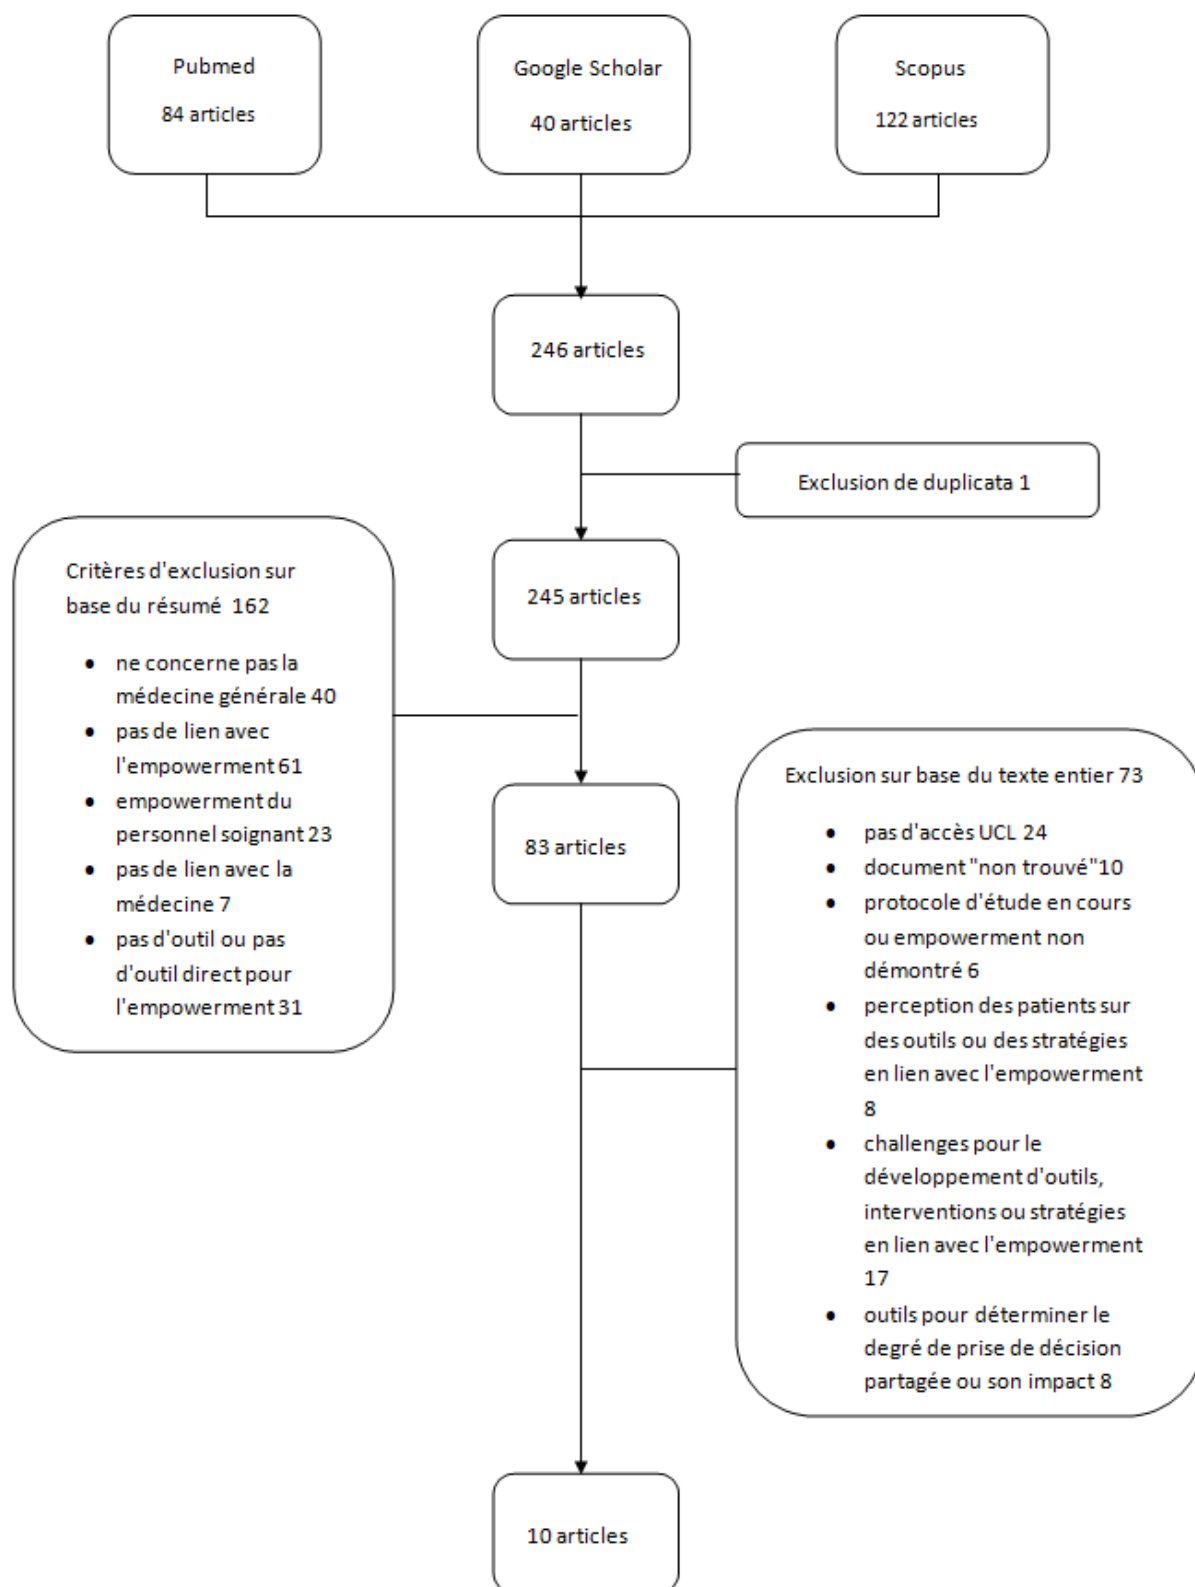 Pubmed
84 articles
Google Scholar
40 articles
Scopus
122 articles
246 articles
Exclusion de duplicata 1
245 articles
Critères d'exclusion sur
base du résumé 162
• ne concerne pas la
médecine générale 40
• pas de lien avec
l'empowerment 61
• empowerment du
personnel soignant 23
• pas de lien avec la
médecine 7
• pas d'outil ou pas
d'outil direct pour
l'empowerment 31
83 articles
Exclusion sur base du texte entier 73
• pas d'accès UCL 24
• document "non trouvé"10
• protocole d'étude en cours
ou empowerment non
démontré 6
• perception des patients sur
des outils ou des stratégies
en lien avec l'empowerment
8
• challenges pour le
développement d'outils,
interventions ou stratégies
en lien avec l'empowerment
17
• outils pour déterminer le
degré de prise de décision
partagée ou son impact 8
10 articles